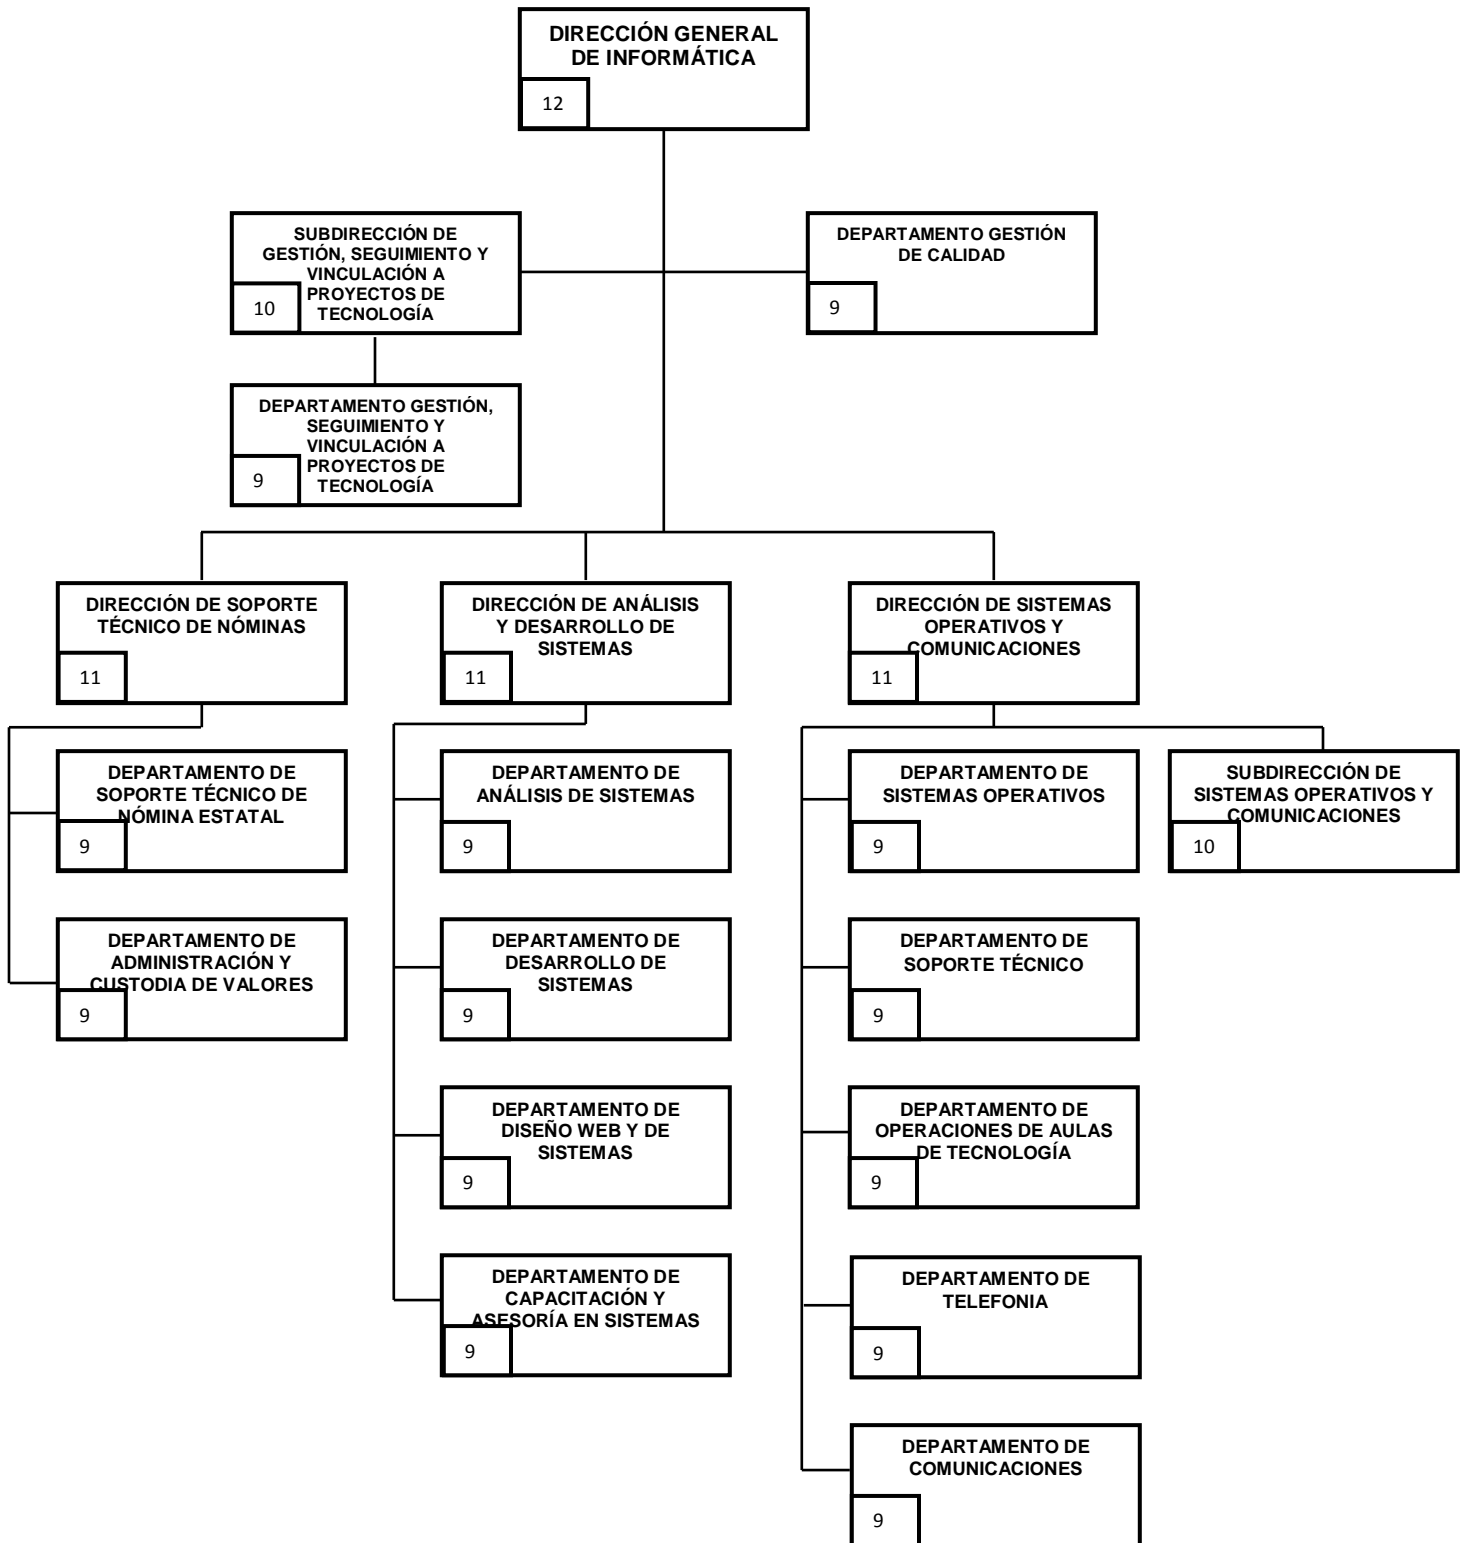 DIRECCIÓN GENERAL
DE INFORMÁTICA
12
SUBDIRECCIÓN DE
GESTIÓN, SEGUIMIENTO Y
VINCULACIÓN A
PROYECTOS DE
TECNOLOGÍA
10
DEPARTAMENTO GESTIÓN
DE CALIDAD
9
DEPARTAMENTO GESTIÓN,
SEGUIMIENTO Y
VINCULACIÓN A
PROYECTOS DE
TECNOLOGÍA
9
DIRECCIÓN DE SOPORTE
TÉCNICO DE NÓMINAS
11
DIRECCIÓN DE ANÁLISIS
Y DESARROLLO DE
SISTEMAS
11
DIRECCIÓN DE SISTEMAS
OPERATIVOS Y
COMUNICACIONES
11
DEPARTAMENTO DE
SOPORTE TÉCNICO DE
NÓMINA ESTATAL
9
DEPARTAMENTO DE
ANÁLISIS DE SISTEMAS
9
DEPARTAMENTO DE
SISTEMAS OPERATIVOS
9
SUBDIRECCIÓN DE
SISTEMAS OPERATIVOS Y
COMUNICACIONES
10
DEPARTAMENTO DE
ADMINISTRACIÓN Y
CUSTODIA DE VALORES
9
DEPARTAMENTO DE
DESARROLLO DE
SISTEMAS
9
DEPARTAMENTO DE
SOPORTE TÉCNICO
9
DEPARTAMENTO DE
DISEÑO WEB Y DE
SISTEMAS
9
DEPARTAMENTO DE
OPERACIONES DE AULAS
DE TECNOLOGÍA
9
DEPARTAMENTO DE
CAPACITACIÓN Y
ASESORÍA EN SISTEMAS
9
DEPARTAMENTO DE
TELEFONIA
9
DEPARTAMENTO DE
COMUNICACIONES
9